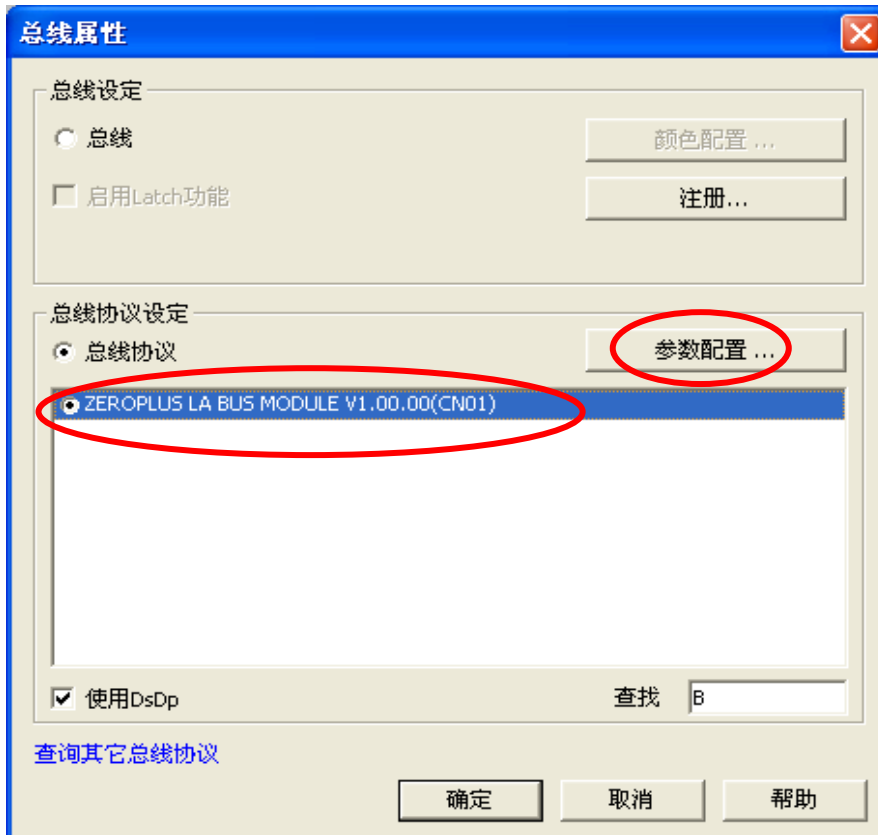 总线属性
总线设定
总线
颜色配置 ...
启用Latch功能
注册...
总线协议设定
总线协议
参数配置 ...
ZEROPLUS LA BUS MODULE V1.00.00(CN01)
使用DsDp
查找
B
查询其它总线协议
确定
取消
帮助